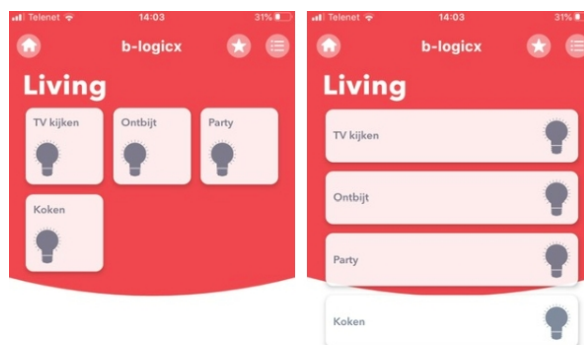 Telenet 14:03 31%
b-logicx
Living
TV kijken Ontbijt Party
Koken
Telenet 14:03 31%
b-logicx
Living
TV kijken
Ontbijt
Party
Koken